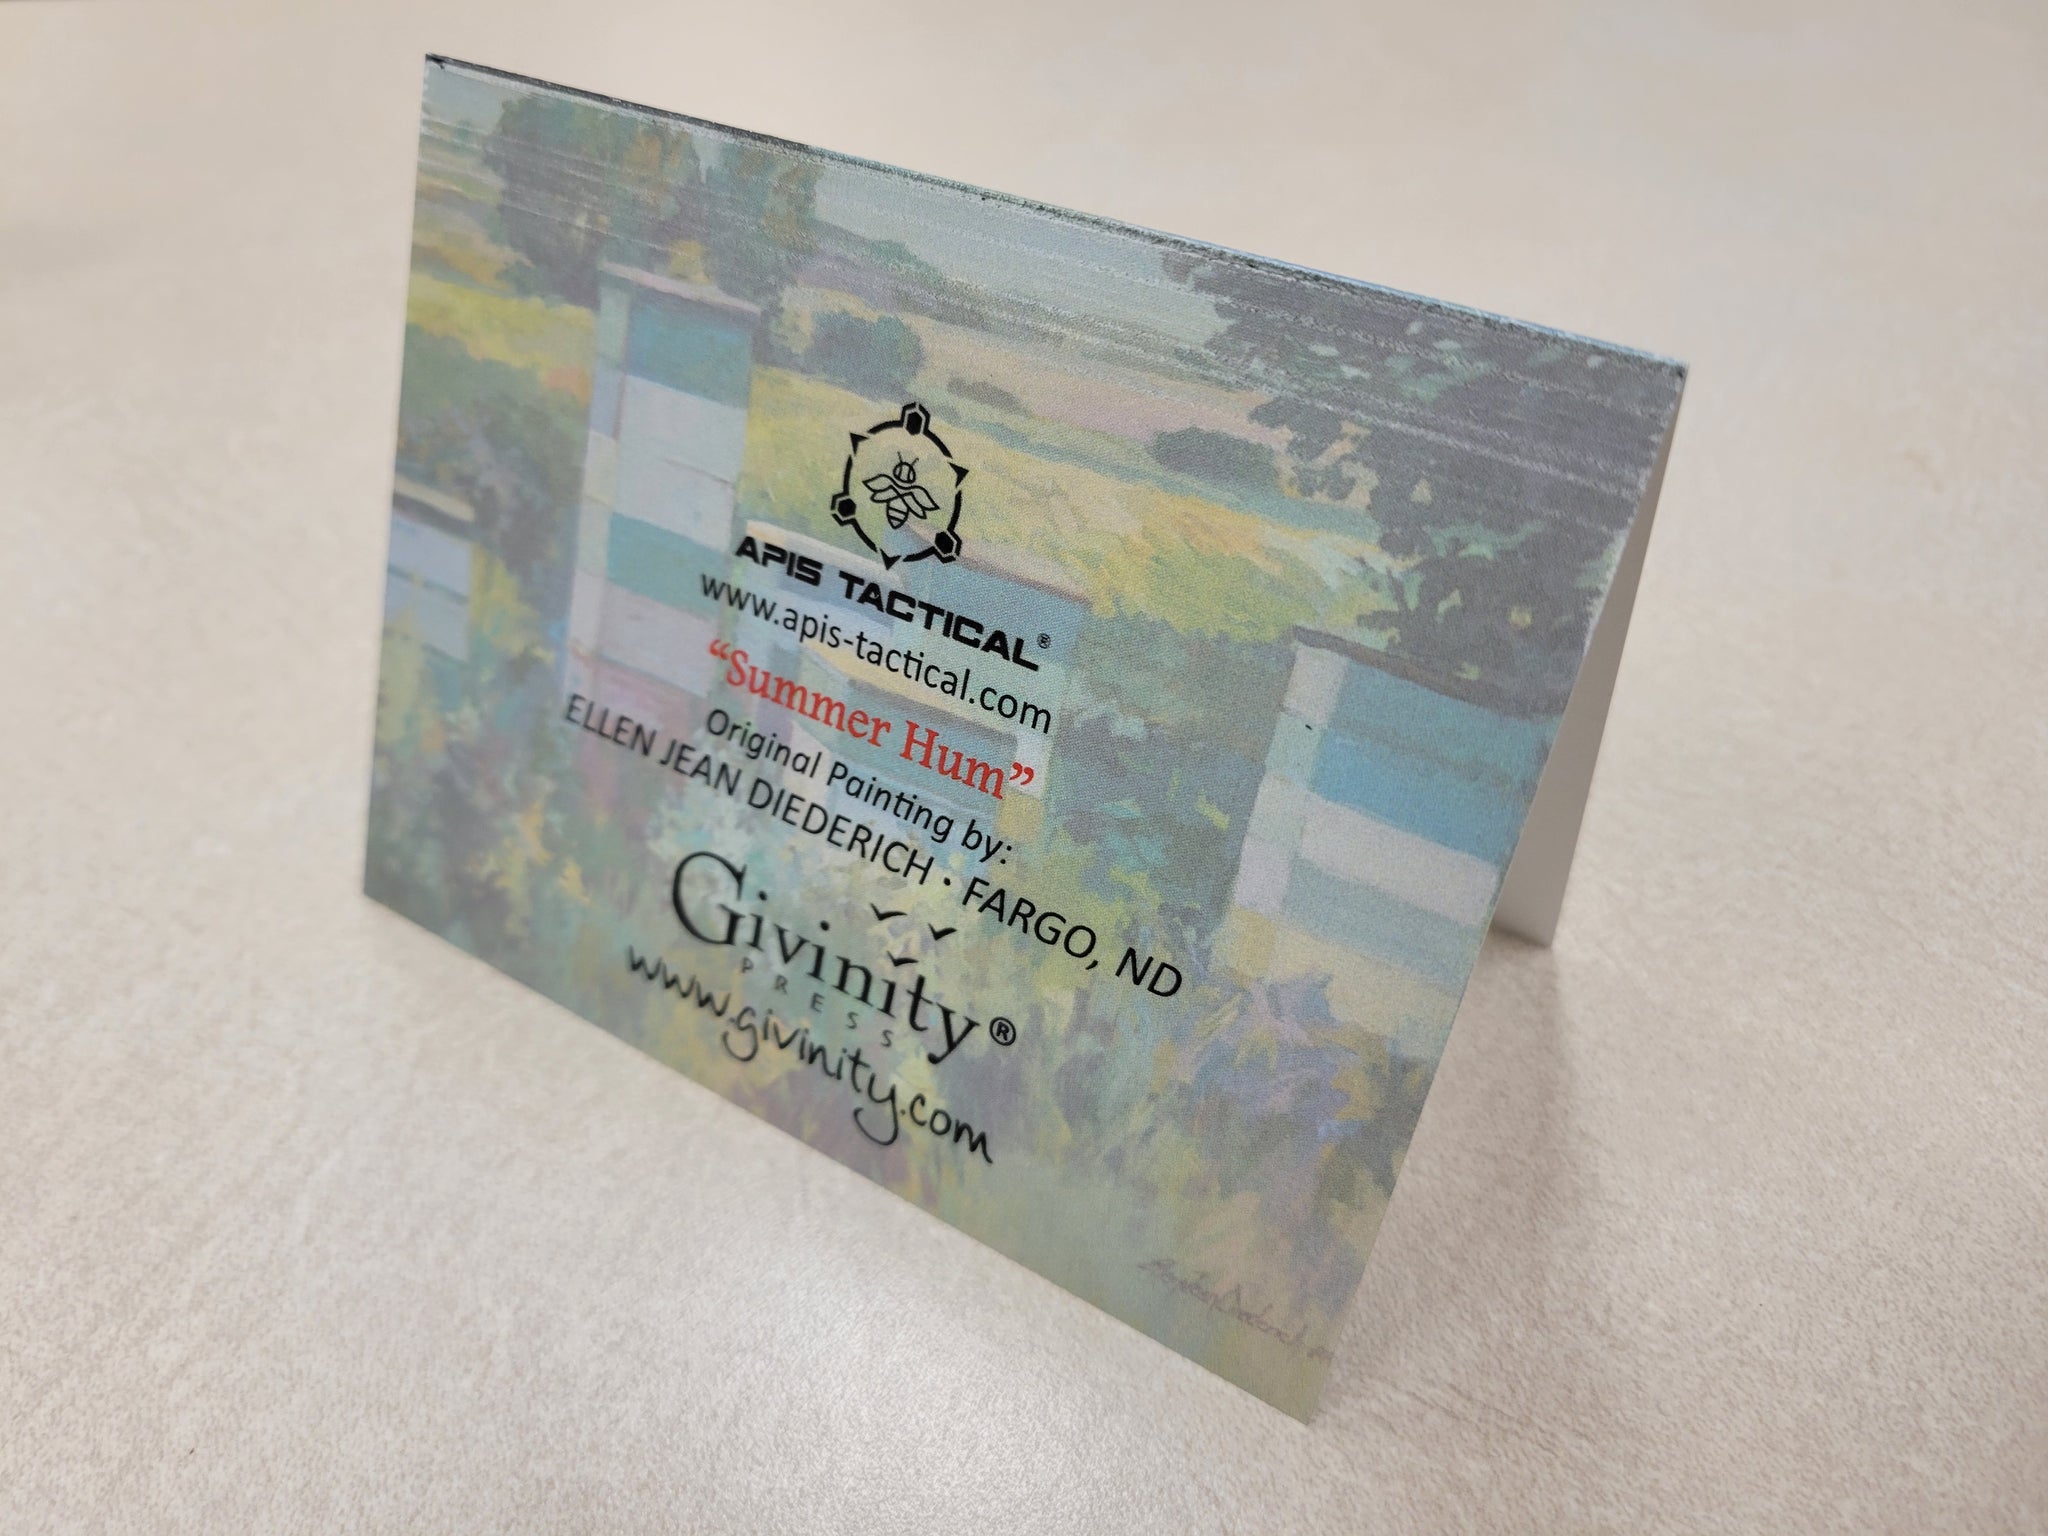 APIS TACTICAL®
www.apis-tactical.com
“Summer Hum”
Original Painting by:
ELLEN JEAN DIEDERICH • FARGO, ND
Givinity®
PRESS
www.givinity.com